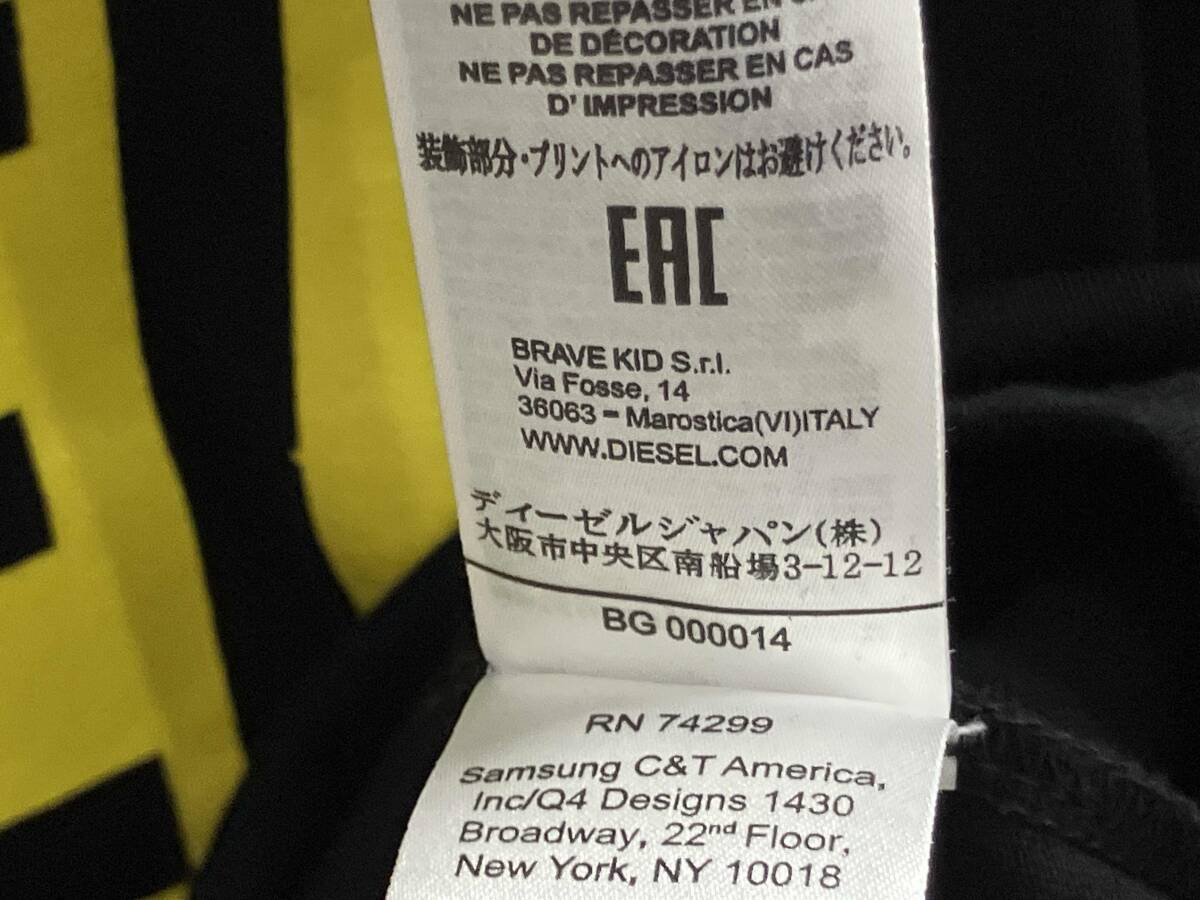 NE PAS REPASSER EN
DE DÉCORATION
NE PAS REPASSER EN CAS
D' IMPRESSION
装飾部分・プリントへのアイロンはお避けください。
EAC
BRAVE KID S.r.l.
Via Fosse, 14
36063 - Marostica(VI)ITALY
WWW.DIESEL.COM
ディーゼルジャパン(株)
大阪市中央区南船場3-12-12
BG 000014
RN 74299
Samsung C&T America,
Inc/Q4 Designs 1430
Broadway, 22nd Floor,
New York, NY 10018